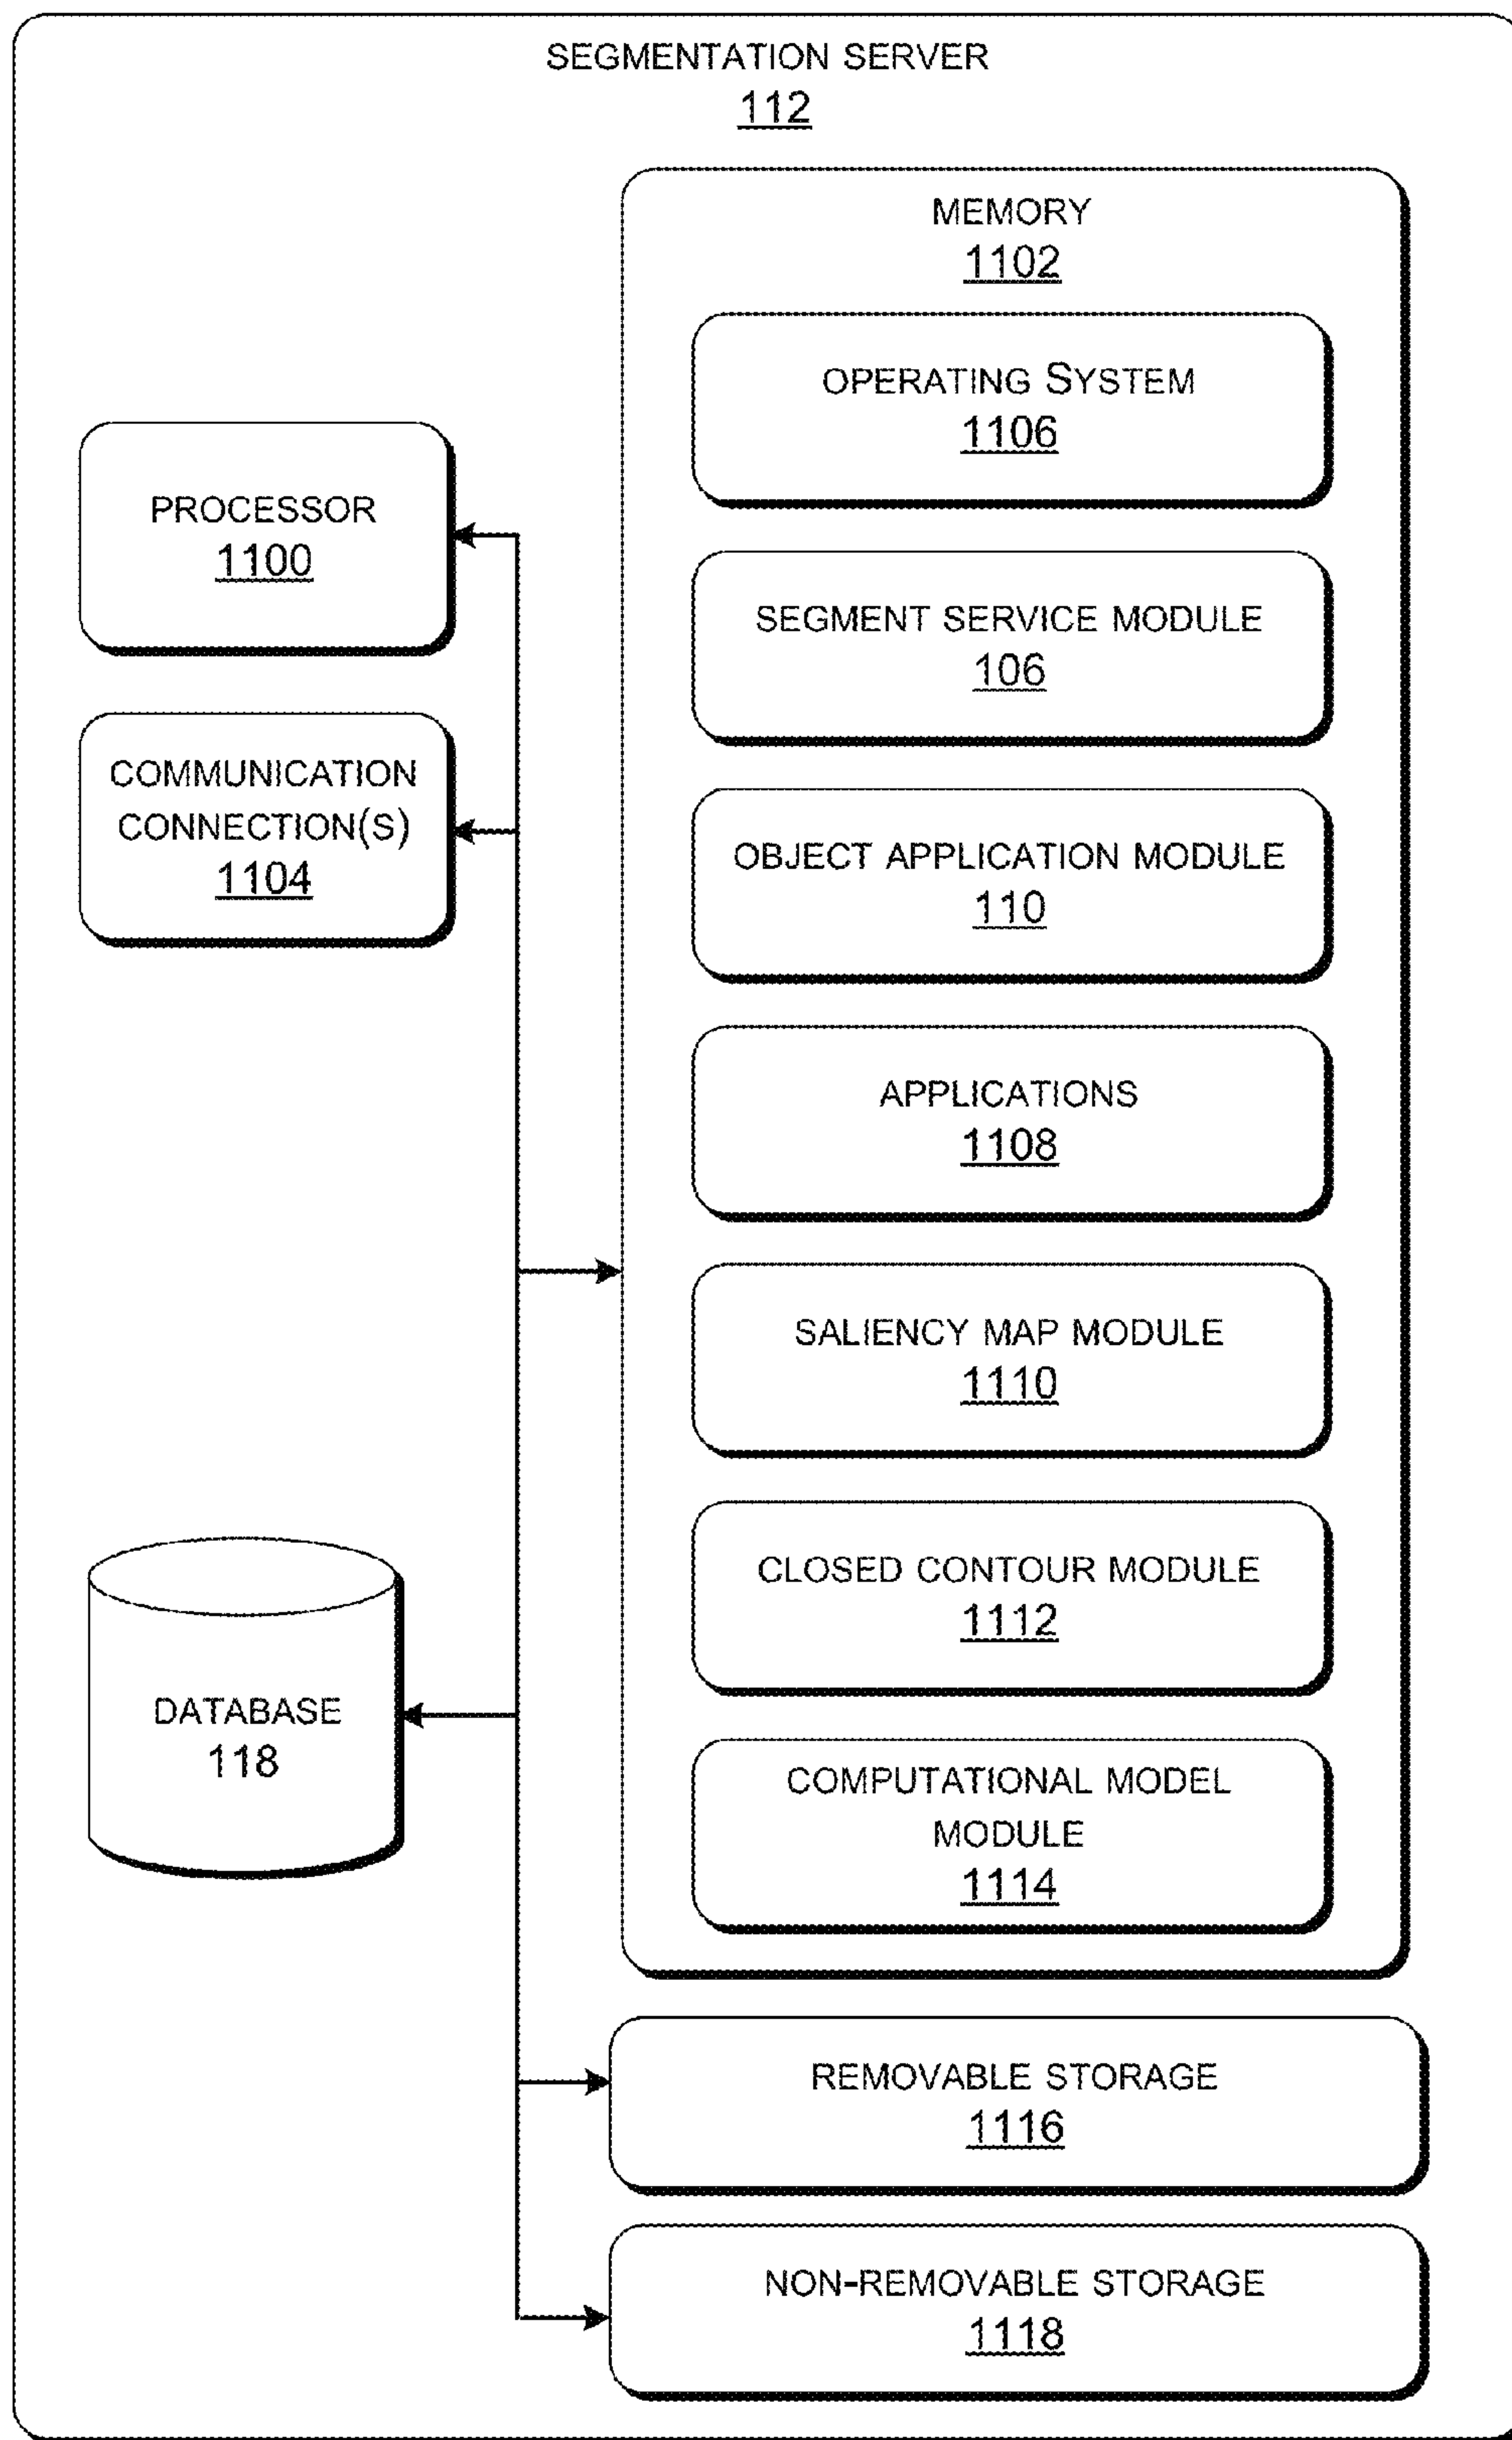 SEGMENTATION SERVER
112
MEMORY
1102
OPERATING SYSTEM
1106
PROCESSOR
1100
SEGMENT SERVICE MODULE
106
COMMUNICATION
CONNECTION(S)
1104
OBJECT APPLICATION MODULE
110
APPLICATIONS
1108
SALIENCY MAP MODULE
1110
CLOSED CONTOUR MODULE
1112
DATABASE
118
COMPUTATIONAL MODEL
MODULE
1114
REMOVABLE STORAGE
1116
NON-REMOVABLE STORAGE
1118